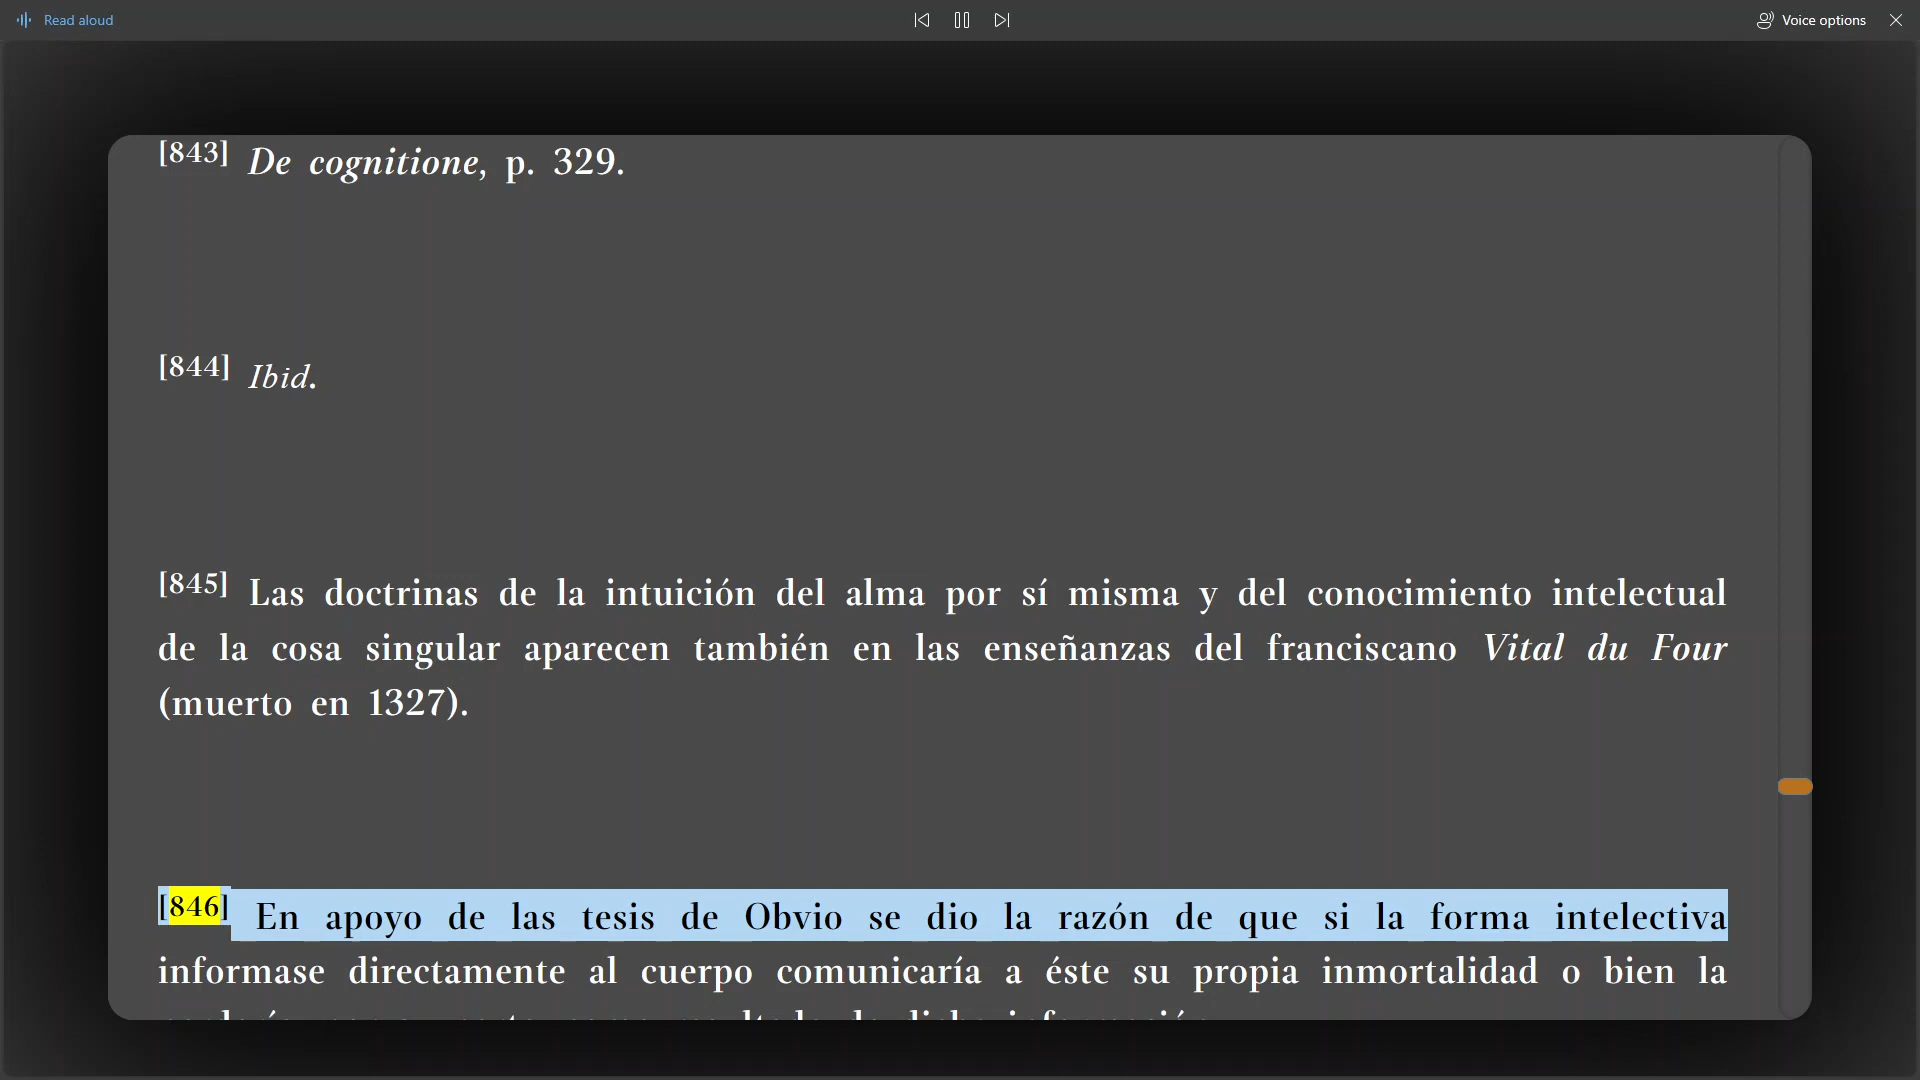 Read aloud
Voice options
[843] De cognitione, p. 329.
[844] Ibid.
[845] Las doctrinas de la intuición del alma por sí misma y del conocimiento intelectual
de la cosa singular aparecen también en las enseñanzas del franciscano Vital du Four
(muerto en 1327).
[846] En apoyo de las tesis de Obvio se dio la razón de que si la forma intelectiva
informase directamente al cuerpo comunicaría a éste su propia inmortalidad o bien la